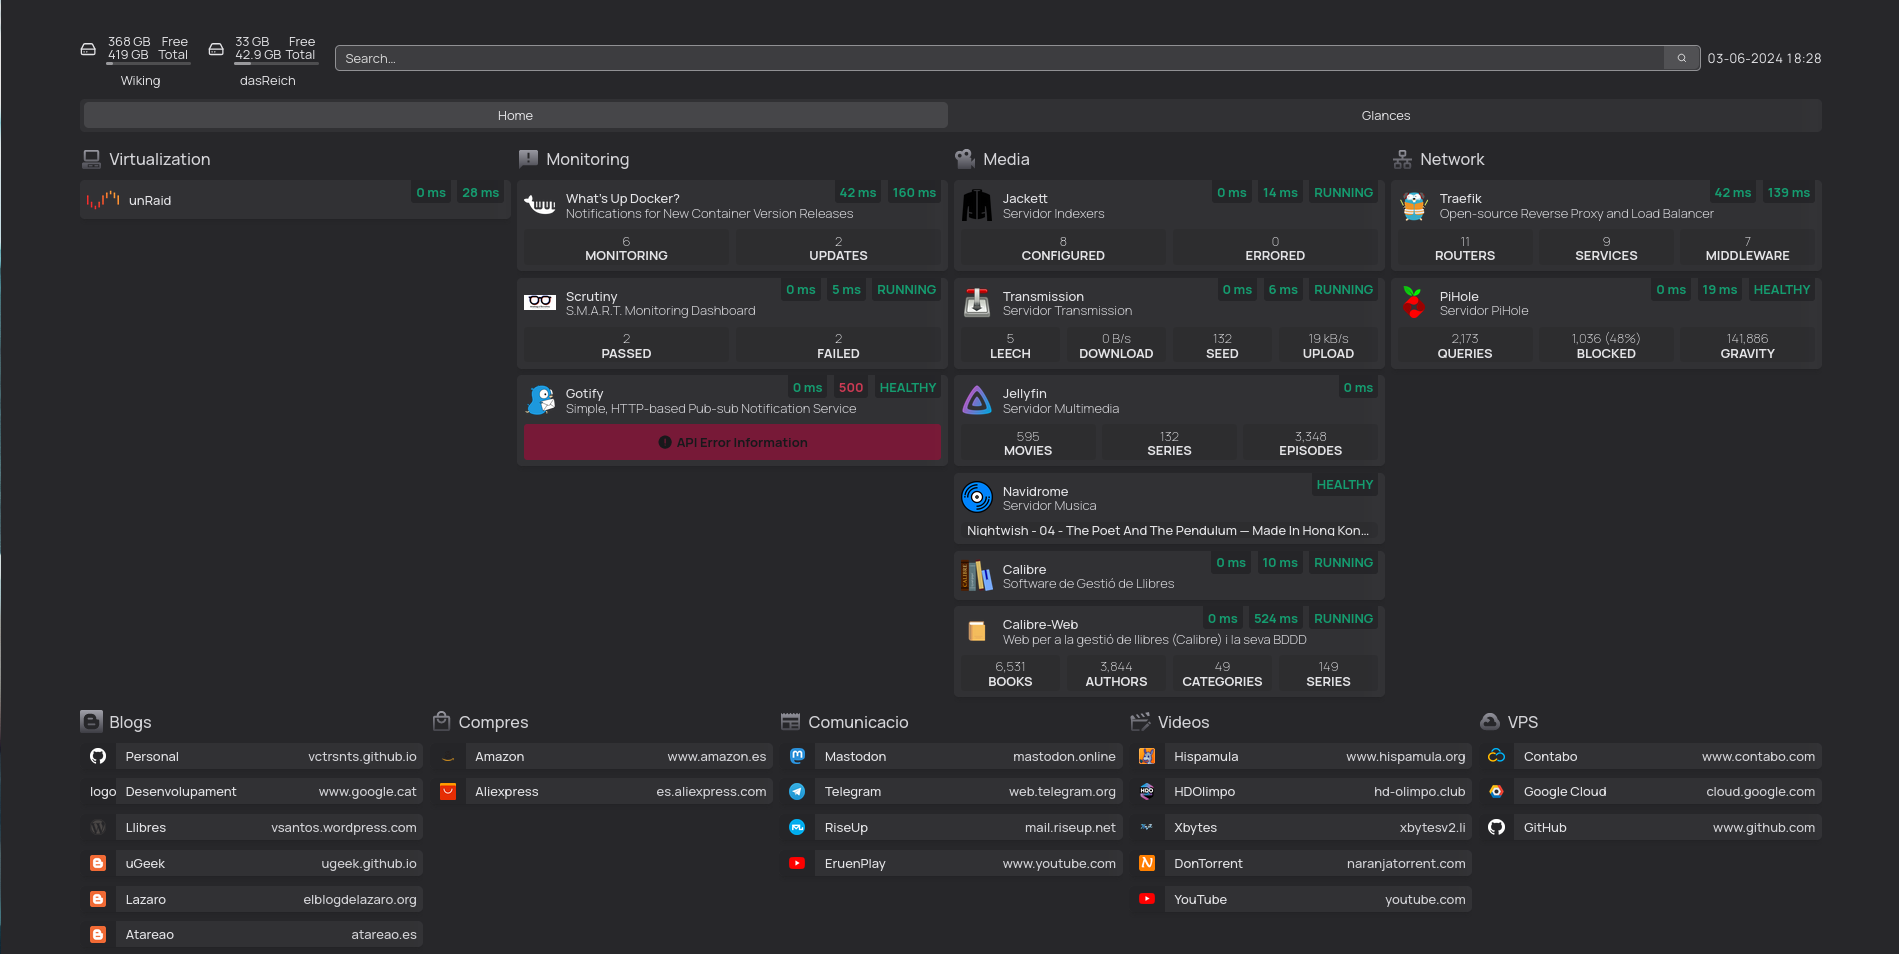 368 GB Free
419 GB Total
Wiking
33 GB Free
42.9 GB Total
dasReich
Search...
03-06-2024 18:28
Home
Glances
Virtualization
unRaid
0 ms
28 ms
Monitoring
What's Up Docker?
Notifications for New Container Version Releases
42 ms
160 ms
6
MONITORING
2
UPDATES
Scrutiny
S.M.A.R.T. Monitoring Dashboard
0 ms
5 ms
RUNNING
2
PASSED
2
FAILED
Gotify
Simple, HTTP-based Pub-sub Notification Service
0 ms
500
HEALTHY
API Error Information
Media
Jackett
Servidor Indexers
0 ms
14 ms
RUNNING
8
CONFIGURED
0
ERRORED
Transmission
Servidor Transmission
0 ms
6 ms
RUNNING
5
LEECH
0 B/s
DOWNLOAD
132
SEED
19 kB/s
UPLOAD
Jellyfin
Servidor Multimedia
0 ms
595
MOVIES
132
SERIES
3,348
EPISODES
Navidrome
Servidor Musica
HEALTHY
Nightwish - 04 - The Poet And The Pendulum — Made In Hong Kon...
CALIBRE
Calibre
Software de Gestió de Llibres
0 ms
10 ms
RUNNING
Calibre-Web
Web per a la gestió de llibres (Calibre) i la seva BDDD
0 ms
524 ms
RUNNING
6,531
BOOKS
3,844
AUTHORS
49
CATEGORIES
149
SERIES
Network
Traefik
Open-source Reverse Proxy and Load Balancer
42 ms
139 ms
11
ROUTERS
9
SERVICES
7
MIDDLEWARE
PiHole
Servidor PiHole
0 ms
19 ms
HEALTHY
2,173
QUERIES
1,036 (48%)
BLOCKED
141,886
GRAVITY
Blogs
Personal vctrsnts.github.io
logo Desenvolupament www.google.cat
Llibres vsantos.wordpress.com
uGeek ugeek.github.io
Lazaro elblogdelazaro.org
Atareao atareao.es
Compres
Amazon www.amazon.es
Aliexpress es.aliexpress.com
Comunicacio
Mastodon mastodon.online
Telegram web.telegram.org
RiseUp mail.riseup.net
EruenPlay www.youtube.com
Videos
Hispamula www.hispamula.org
HDO HDOlimpo hd-olimpo.club
Xbytes xbytesv2.li
DonTorrent naranjatorrent.com
YouTube youtube.com
VPS
Contabo www.contabo.com
Google Cloud cloud.google.com
GitHub www.github.com